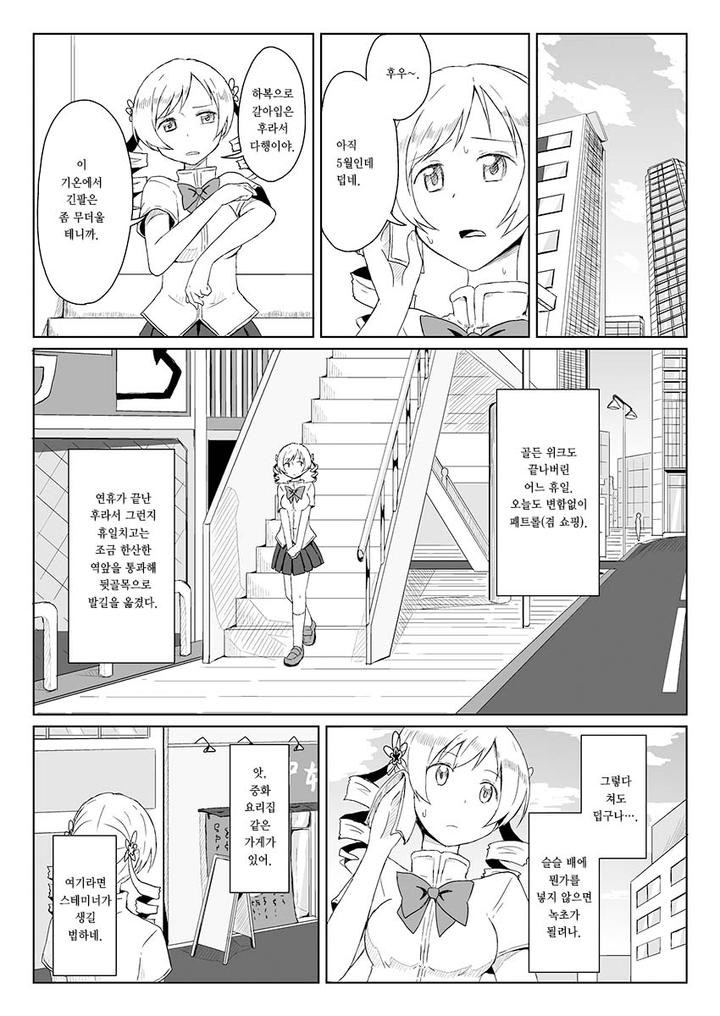 후우~.
아직
5월인데
덥네.
하복으로
갈아입은
후라서
다행이야.
이
기온에서
긴팔은
좀 무더울
테니까.
골든 위크도
끝나버린
어느 휴일.
오늘도 변함없이
패트롤(겸 쇼핑).
연휴가 끝난
후라서 그런지
휴일치고는
조금 한산한
역앞을 통과해
뒷골목으로
발길을 옮겼다.
그렇다
쳐도
덥구나….
슬슬 배에
뭔가를
넣지 않으면
녹초가
될려나.
앗.
중화
요리집
같은
가게가
있어.
여기라면
스테미너가
생길
법하네.